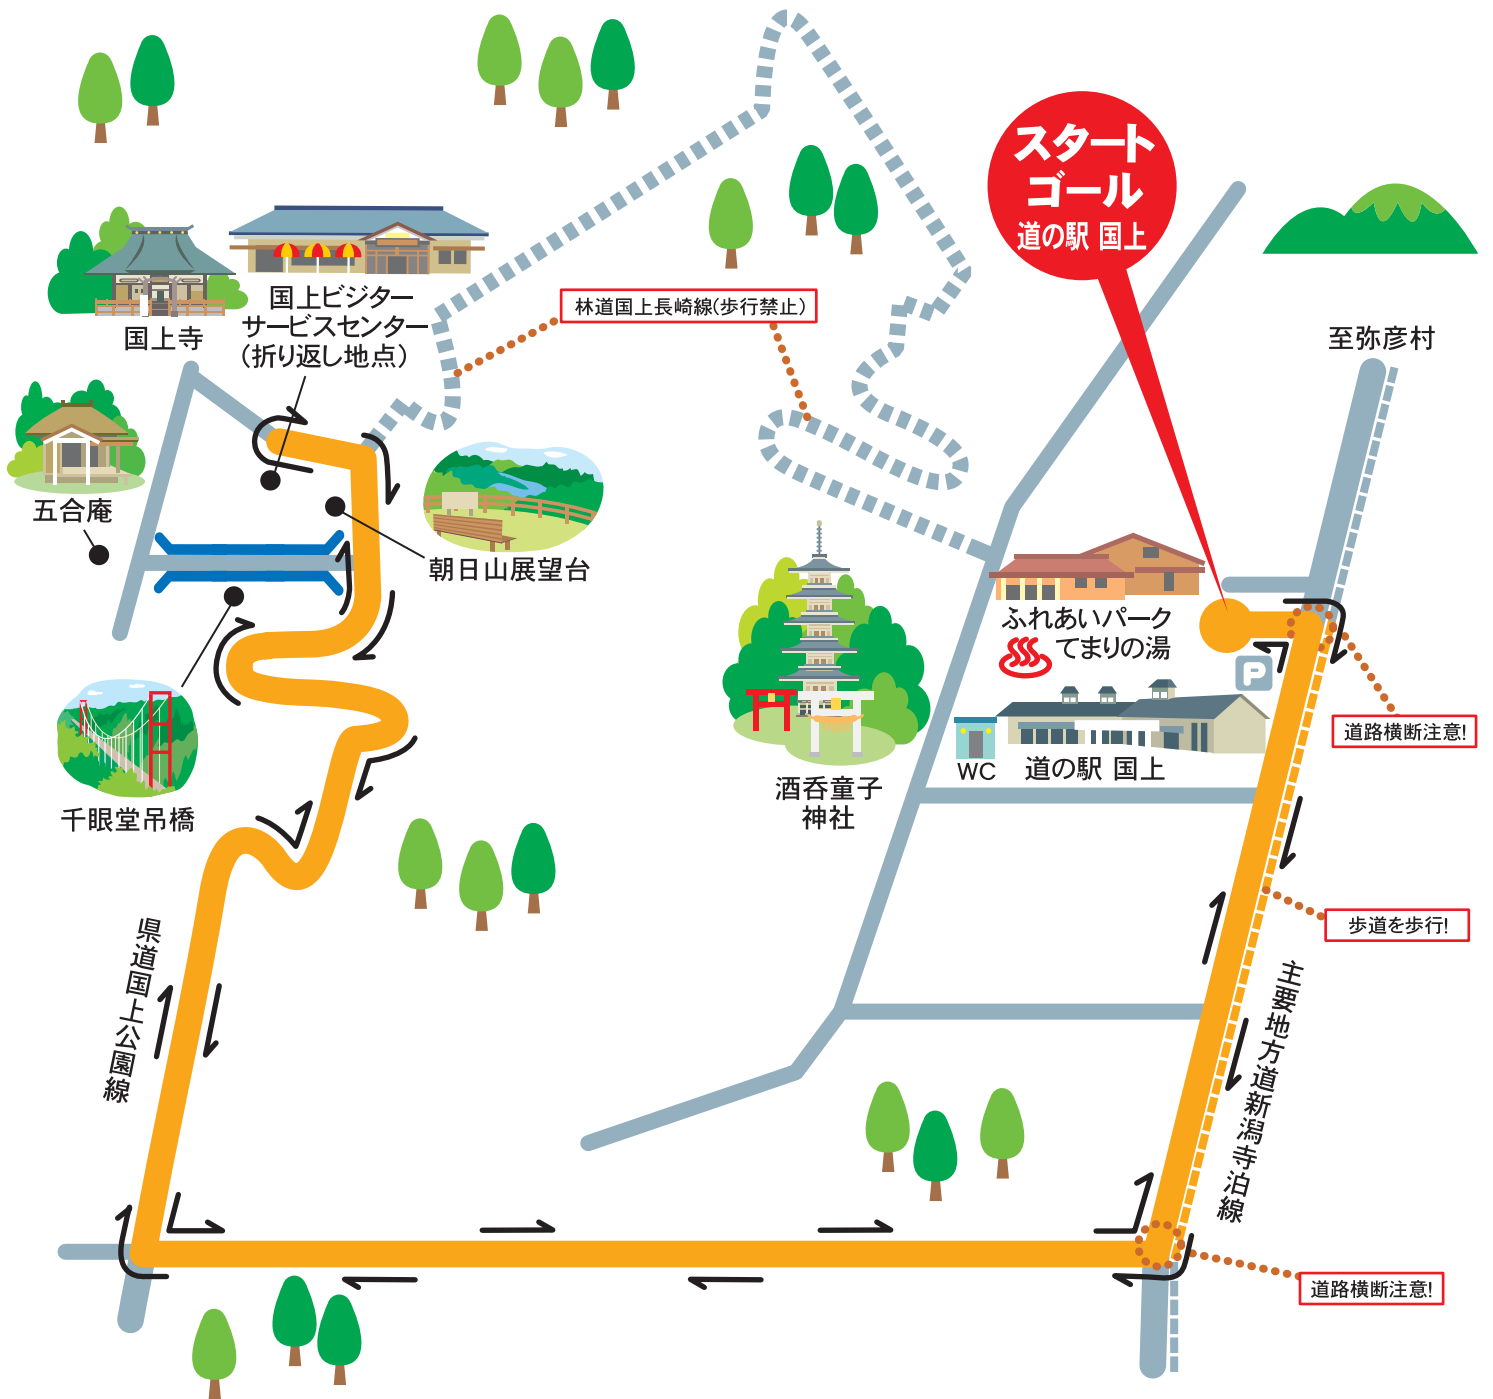 スタート
ゴール
道の駅 国上
国上寺
国上ビジター
サービスセンター
(折り返し地点)
林道国上長崎線(歩行禁止)
至弥彦村
五合庵
朝日山展望台
ふれあいパーク
てまりの湯
P
道路横断注意!
WC
道の駅 国上
酒呑童子
神社
千眼堂吊橋
歩道を歩行!
県道国上公園線
主要地方道新潟寺泊線
道路横断注意!